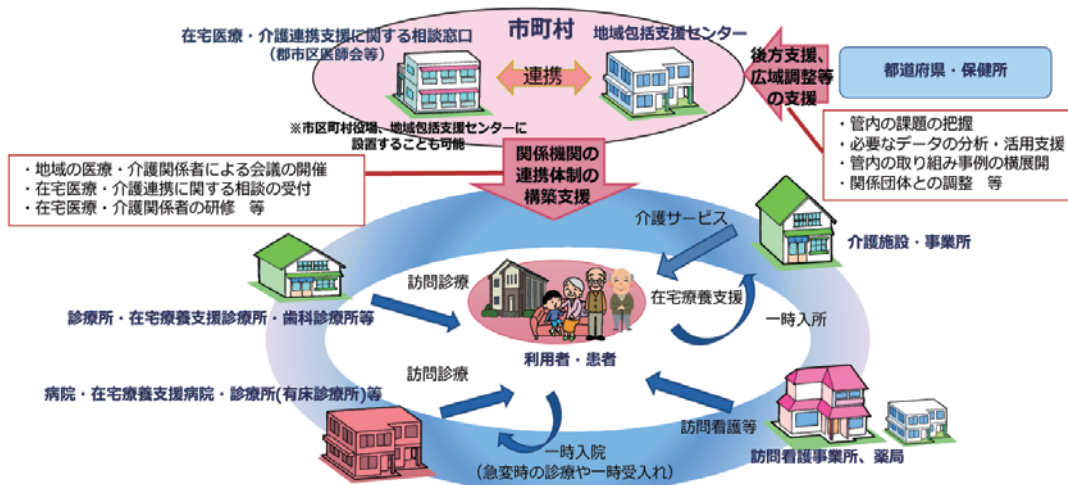 市町村
在宅医療・介護連携支援に関する相談窓口
(郡市区医師会等)
地域包括支援センター
連携
※市区町村役場、地域包括支援センターに
設置することも可能
後方支援、
広域調整等
の支援
都道府県・保健所
・管内の課題の把握
・必要なデータの分析・活用支援
・管内の取り組み事例の横展開
・関係団体との調整　等
・地域の医療・介護関係者による会議の開催
・在宅医療・介護連携に関する相談の受付
・在宅医療・介護関係者の研修　等
関係機関の
連携体制の
構築支援
介護サービス
介護施設・事業所
訪問診療
在宅療養支援
一時入所
診療所・在宅療養支援診療所・歯科診療所等
利用者・患者
病院・在宅療養支援病院・診療所(有床診療所)等
訪問診療
訪問看護等
一時入院
(急変時の診療や一時受入れ)
訪問看護事業所、薬局